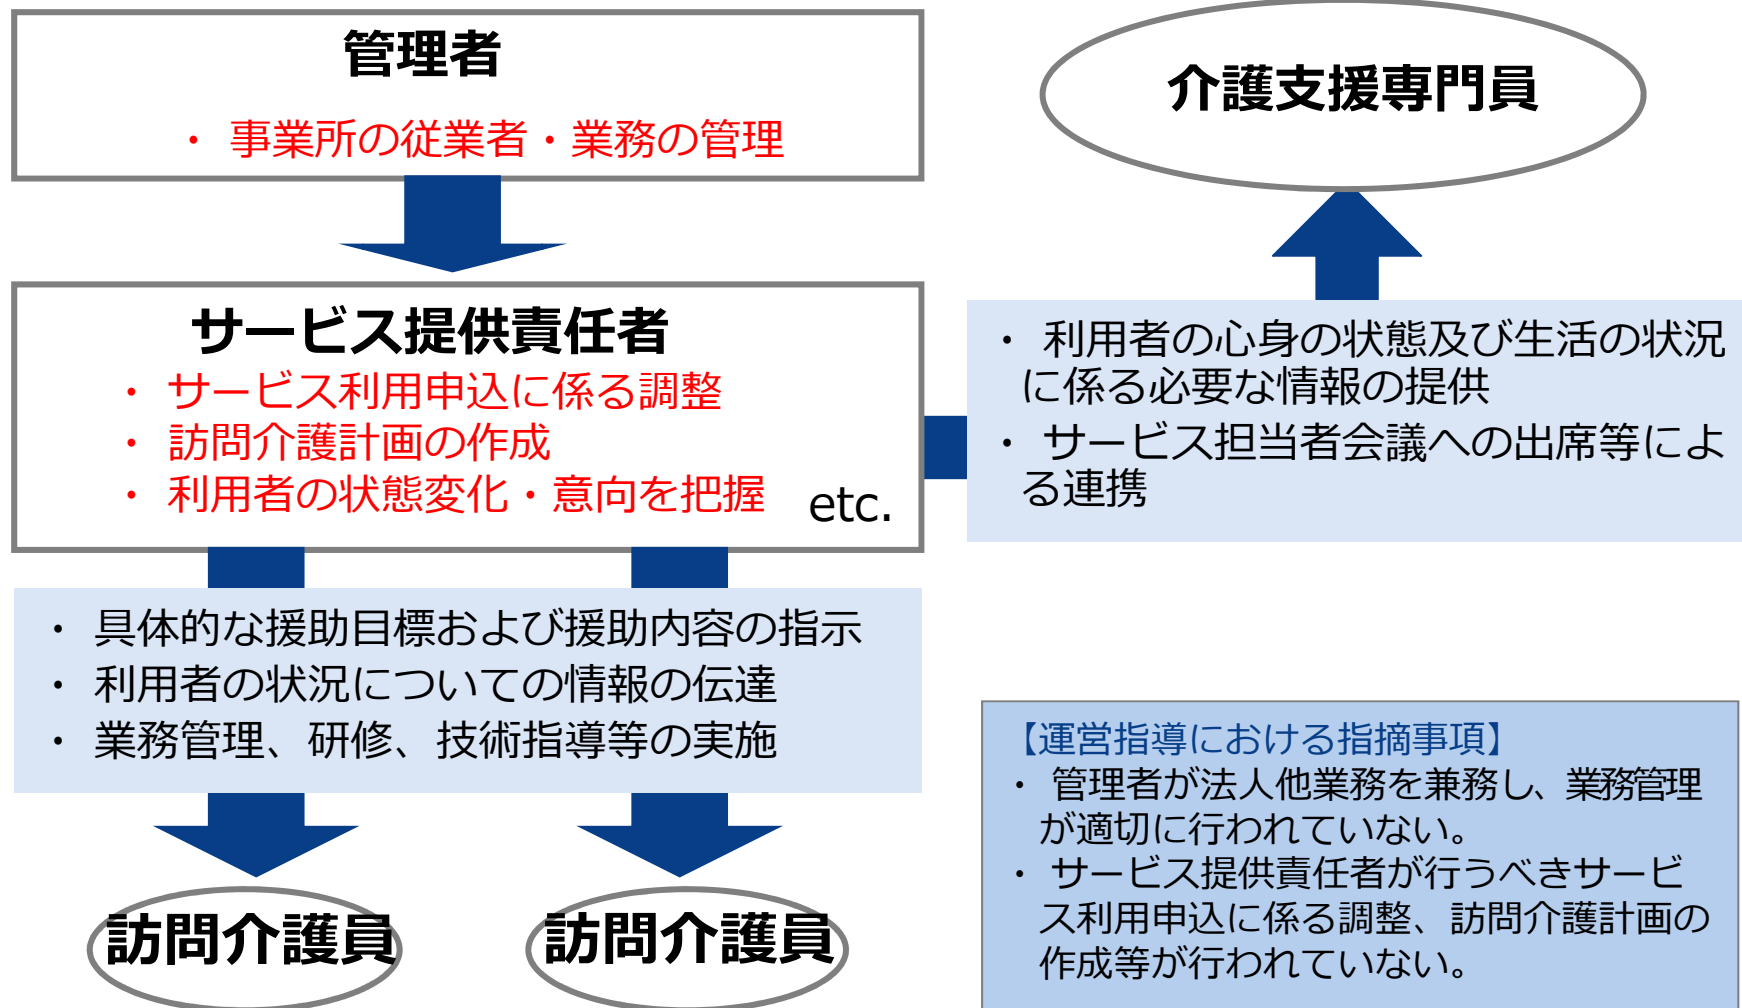 管理者
・ 事業所の従業者・業務の管理
介護支援専門員
サービス提供責任者
・ サービス利用申込に係る調整
・ 訪問介護計画の作成
・ 利用者の状態変化・意向を把握
etc.
・ 利用者の心身の状態及び生活の状況
に係る必要な情報の提供
・ サービス担当者会議への出席等によ
る連携
・ 具体的な援助目標および援助内容の指示
・ 利用者の状況についての情報の伝達
・ 業務管理、研修、技術指導等の実施
訪問介護員
訪問介護員
【運営指導における指摘事項】
・ 管理者が法人他業務を兼務し、業務管理
が適切に行われていない。
・ サービス提供責任者が行うべきサービ
ス利用申込に係る調整、訪問介護計画の
作成等が行われていない。